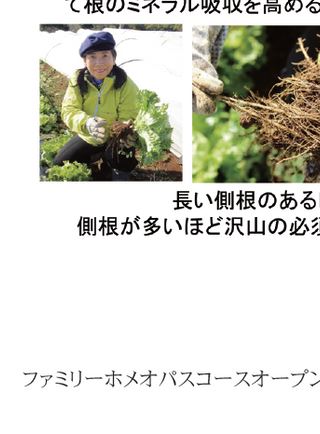 て根のミネラル吸収を高める
長い側根のある
側根が多いほど沢山の必須
ファミリーホメオパスコースオープン